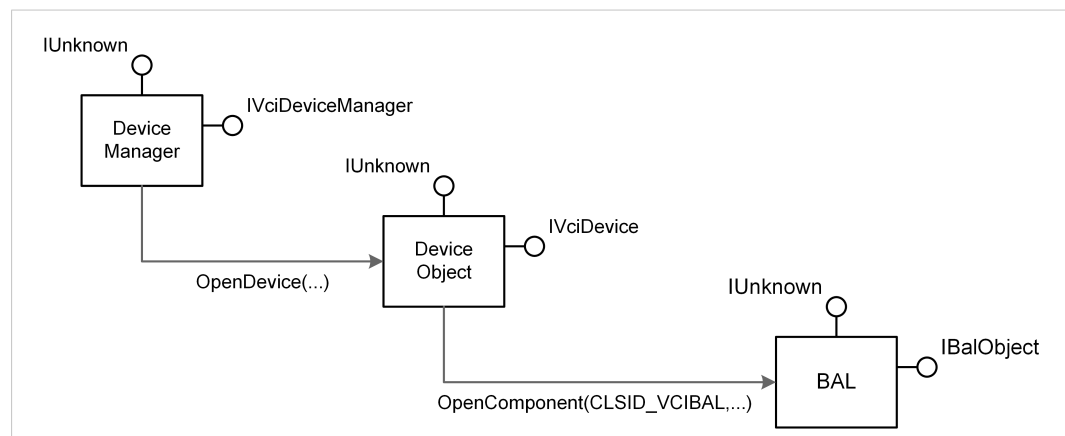 IUnknown
IVciDeviceManager
Device
Manager
IUnknown
IVciDevice
Device
Object
OpenDevice(...)
IUnknown
IBalObject
BAL
OpenComponent(CLSID_VCIBAL,...)